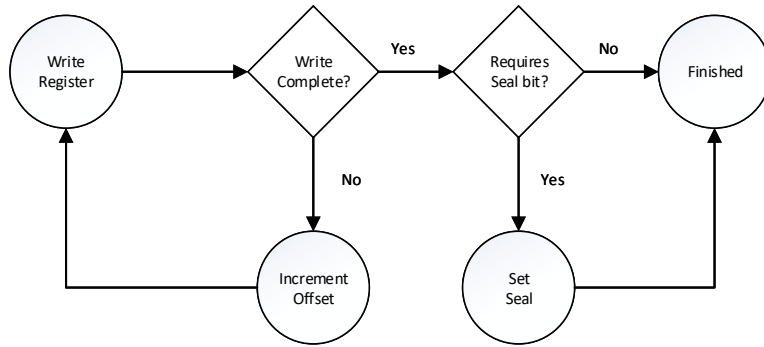 Write
Register
Write
Complete?
Yes
Requires
Seal bit?
No
Finished
No
Yes
Increment
Offset
Set
Seal